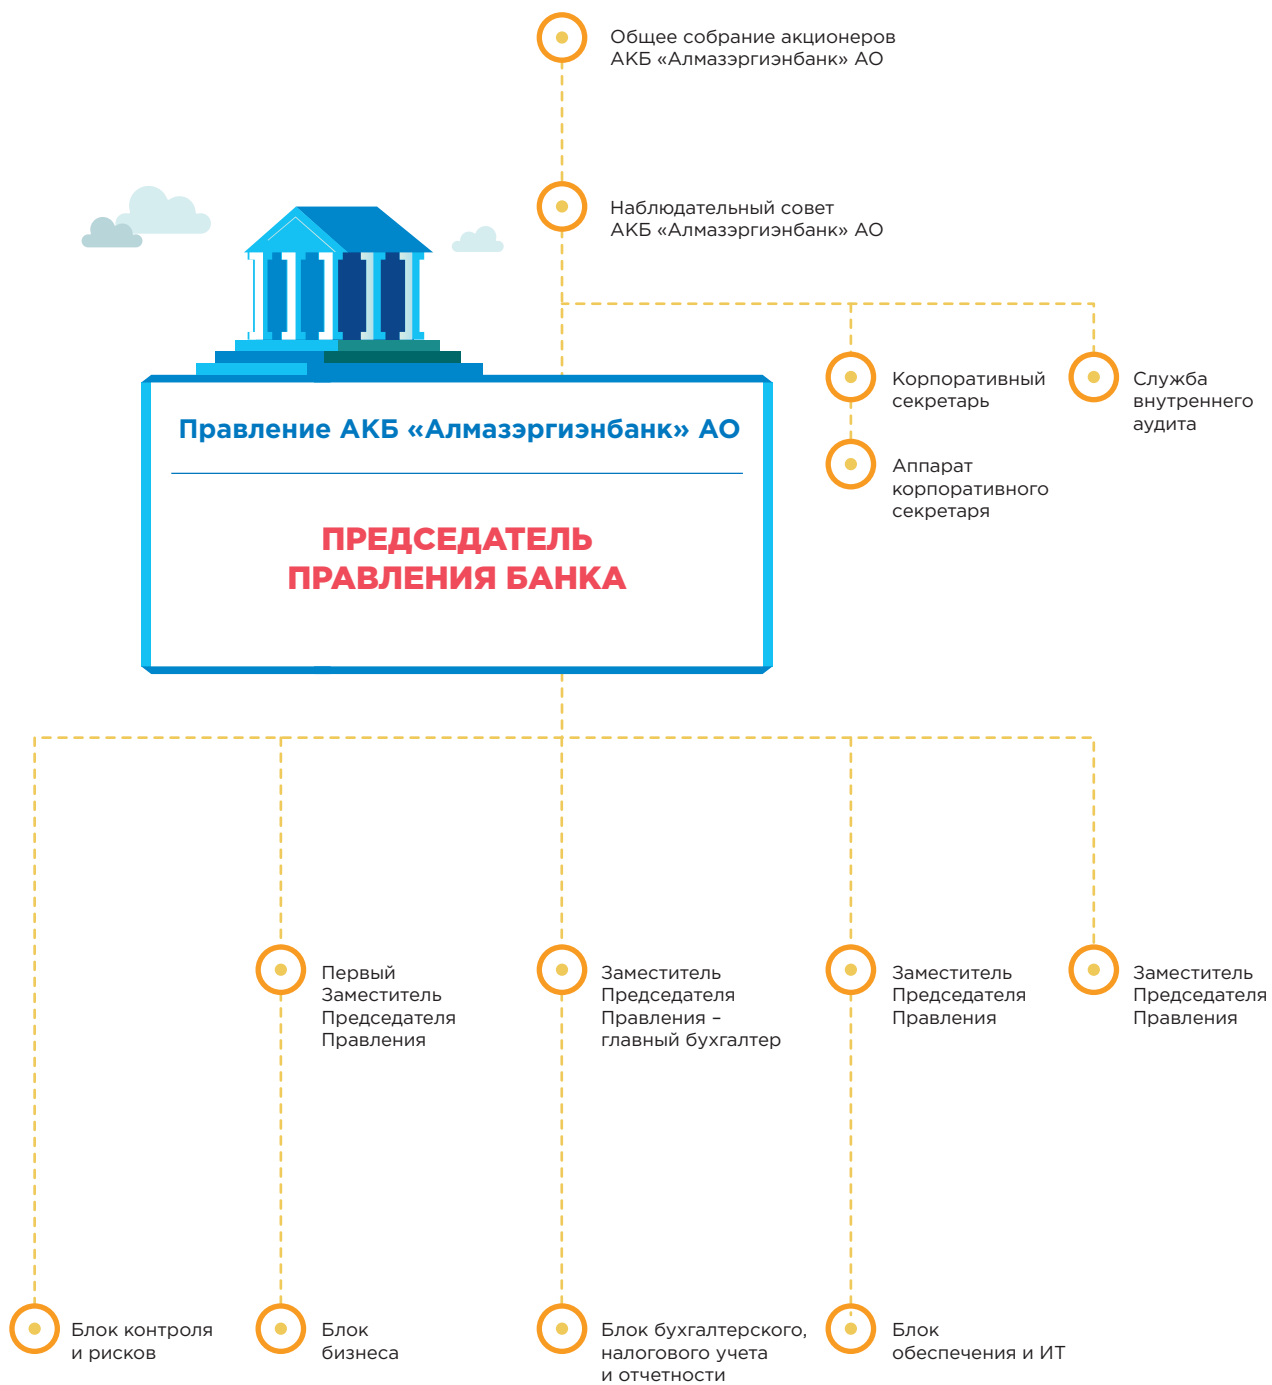 Общее собрание акционеров
АКБ «Алмазэргиэнбанк» АО
Наблюдательный совет
АКБ «Алмазэргиэнбанк» АО
Корпоративный
секретарь
Служба
внутреннего
аудита
Аппарат
корпоративного
секретаря
Правление АКБ «Алмазэргиэнбанк» АО
ПРЕДСЕДАТЕЛЬ
ПРАВЛЕНИЯ БАНКА
Первый
Заместитель
Председателя
Правления
Заместитель
Председателя
Правления –
главный бухгалтер
Заместитель
Председателя
Правления
Заместитель
Председателя
Правления
Блок контроля
и рисков
Блок
бизнеса
Блок бухгалтерского,
налогового учета
и отчетности
Блок
обеспечения и ИТ